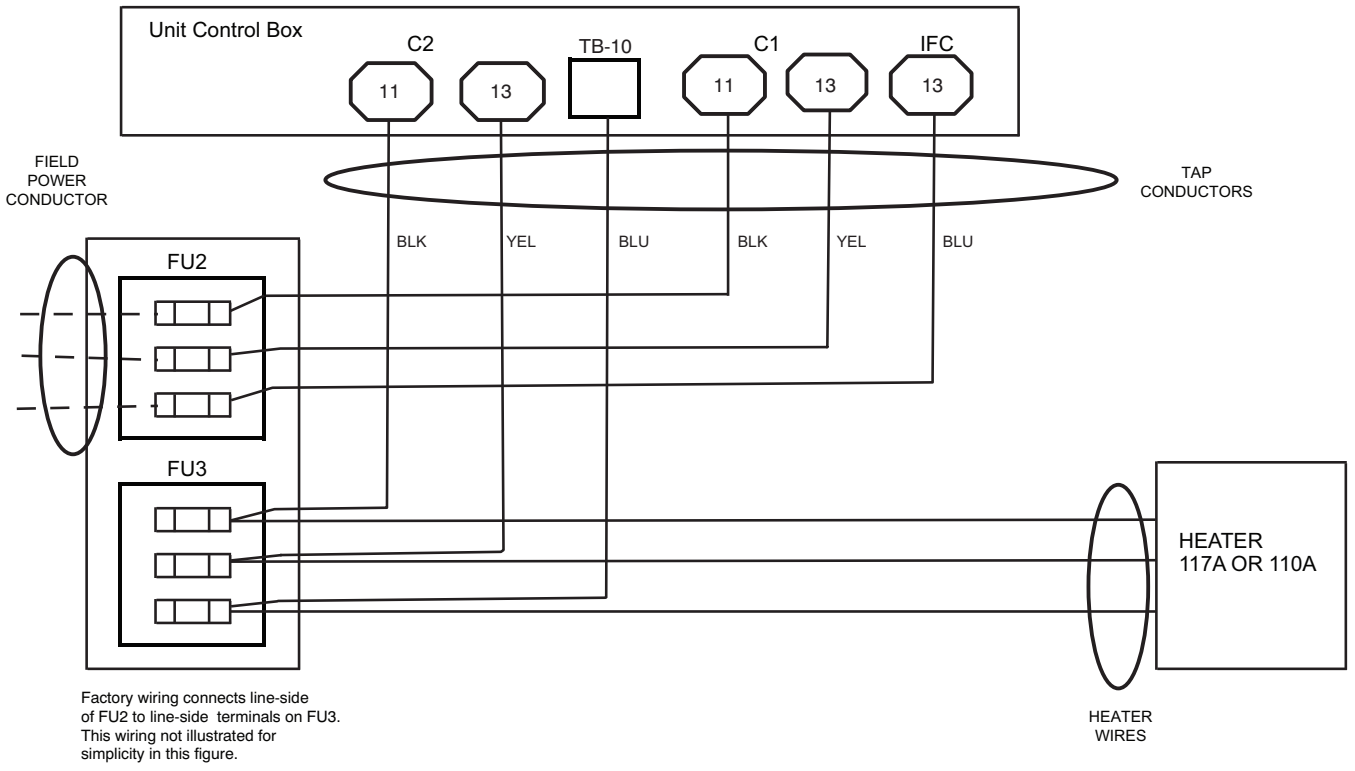 Unit Control Box
C2
TB-10
C1
IFC
11
13
11
13
13
FIELD
POWER
CONDUCTOR
TAP
CONDUCTORS
BLK
YEL
BLU
BLK
YEL
BLU
FU2
FU3
HEATER
117A OR 110A
HEATER
WIRES
Factory wiring connects line-side
of FU2 to line-side terminals on FU3.
This wiring not illustrated for
simplicity in this figure.